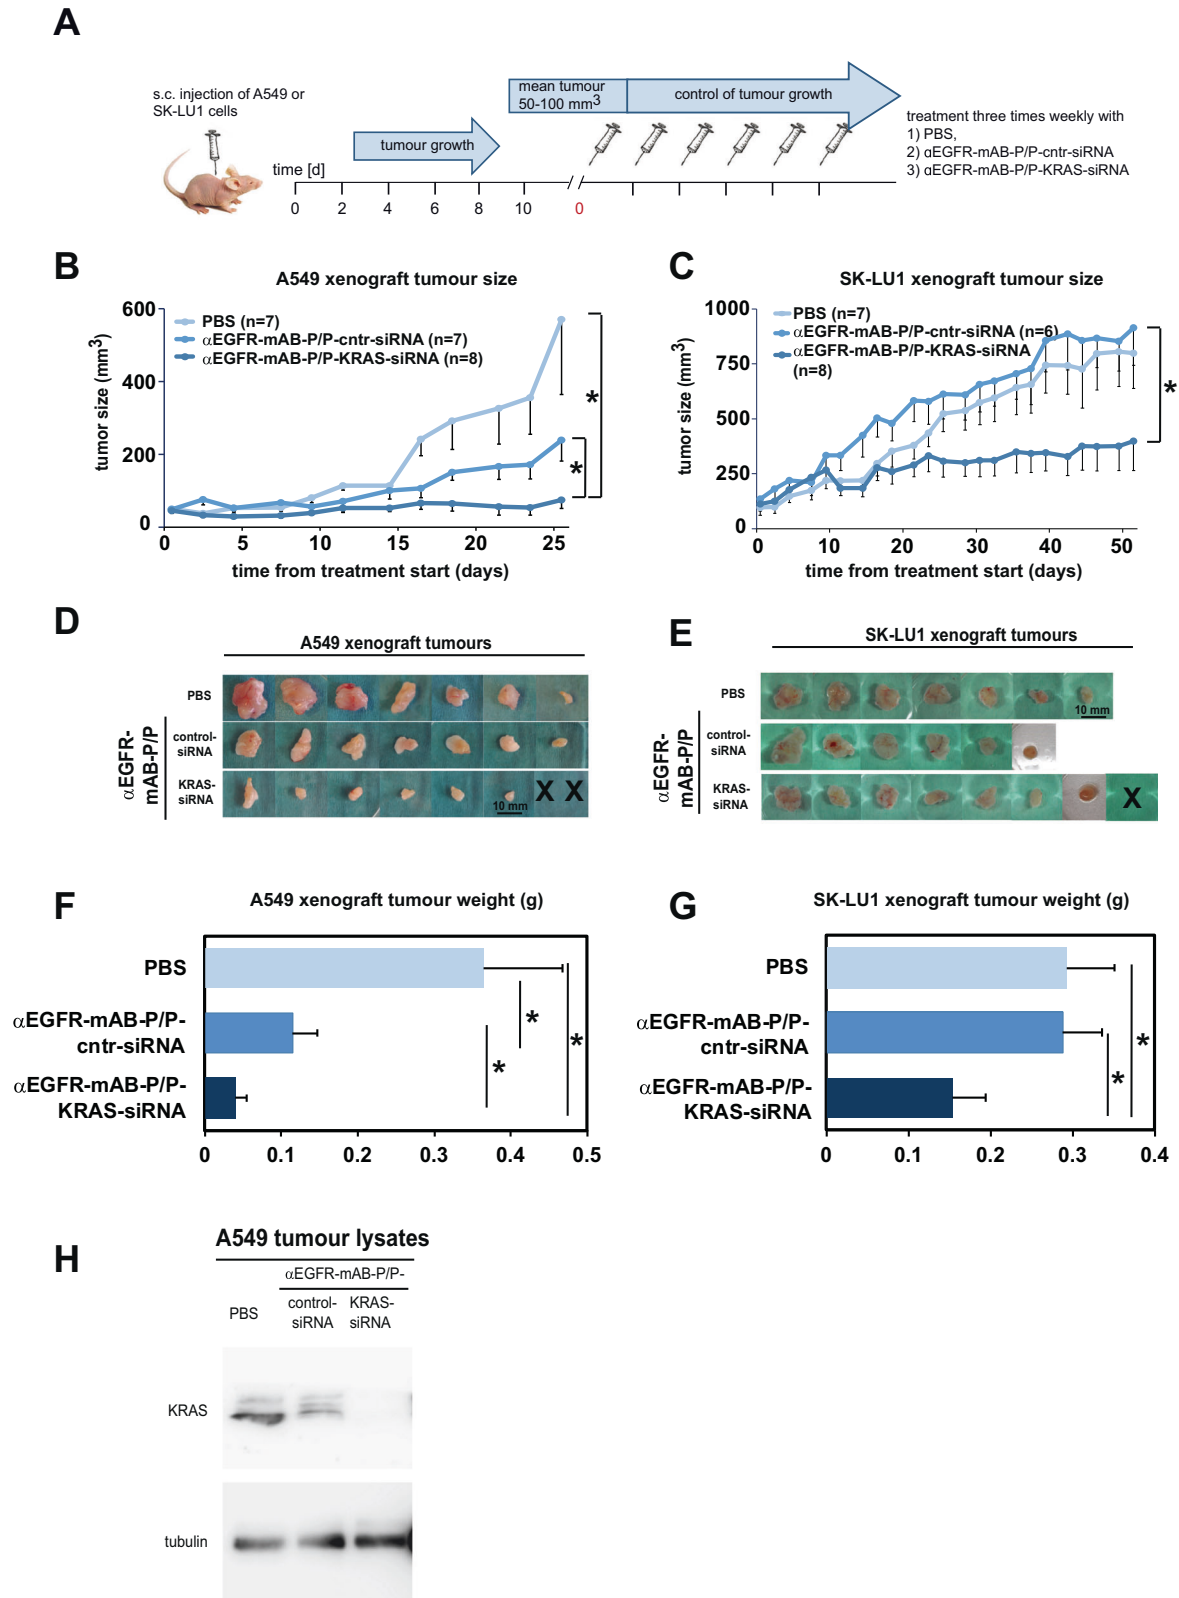 A
s.c. injection of A549 or
SK-LU1 cells
time [d]
0 2 4 6 8 10 0
tumour growth
mean tumour
50-100 mm3
control of tumour growth
treatment three times weekly with
1) PBS,
2) αEGFR-mAB-P/P-cntr-siRNA
3) αEGFR-mAB-P/P-KRAS-siRNA
B
A549 xenograft tumour size
tumor size (mm3)
600
400
200
0
PBS (n=7)
αEGFR-mAB-P/P-cntr-siRNA (n=7)
αEGFR-mAB-P/P-KRAS-siRNA (n=8)
*
*
0 5 10 15 20 25
time from treatment start (days)
C
SK-LU1 xenograft tumour size
tumor size (mm3)
1000
750
500
250
0
PBS (n=7)
αEGFR-mAB-P/P-cntr-siRNA (n=6)
αEGFR-mAB-P/P-KRAS-siRNA
(n=8)
*
0 10 20 30 40 50
time from treatment start (days)
D
A549 xenograft tumours
αEGFR-
mAB-P/P
PBS
control-
siRNA
KRAS-
siRNA
10 mm
X X
E
SK-LU1 xenograft tumours
αEGFR-
mAB-P/P
PBS
10 mm
control-
siRNA
KRAS-
siRNA
X
F
A549 xenograft tumour weight (g)
PBS
αEGFR-mAB-P/P-
cntr-siRNA
αEGFR-mAB-P/P-
KRAS-siRNA
*
*
*
0 0.1 0.2 0.3 0.4 0.5
G
SK-LU1 xenograft tumour weight (g)
PBS
αEGFR-mAB-P/P-
cntr-siRNA
αEGFR-mAB-P/P-
KRAS-siRNA
*
*
0 0.1 0.2 0.3 0.4
H
A549 tumour lysates
αEGFR-mAB-P/P-
PBS
control-
siRNA
KRAS-
siRNA
KRAS
tubulin